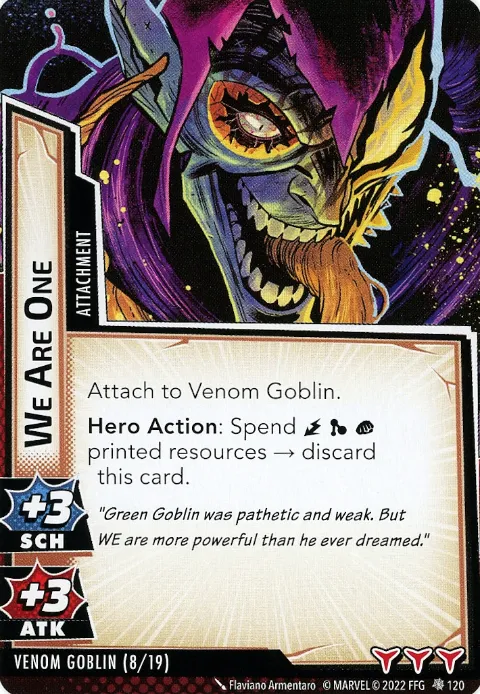 WE ARE ONE
ATTACHMENT
Attach to Venom Goblin.
Hero Action: Spend
printed resources → discard
this card.
"Green Goblin was pathetic and weak. But
WE are more powerful than he ever dreamed."
+3
SCH
+3
ATK
VENOM GOBLIN (8/19)
Flaviano Armentaro © MARVEL © 2022 FFG 120